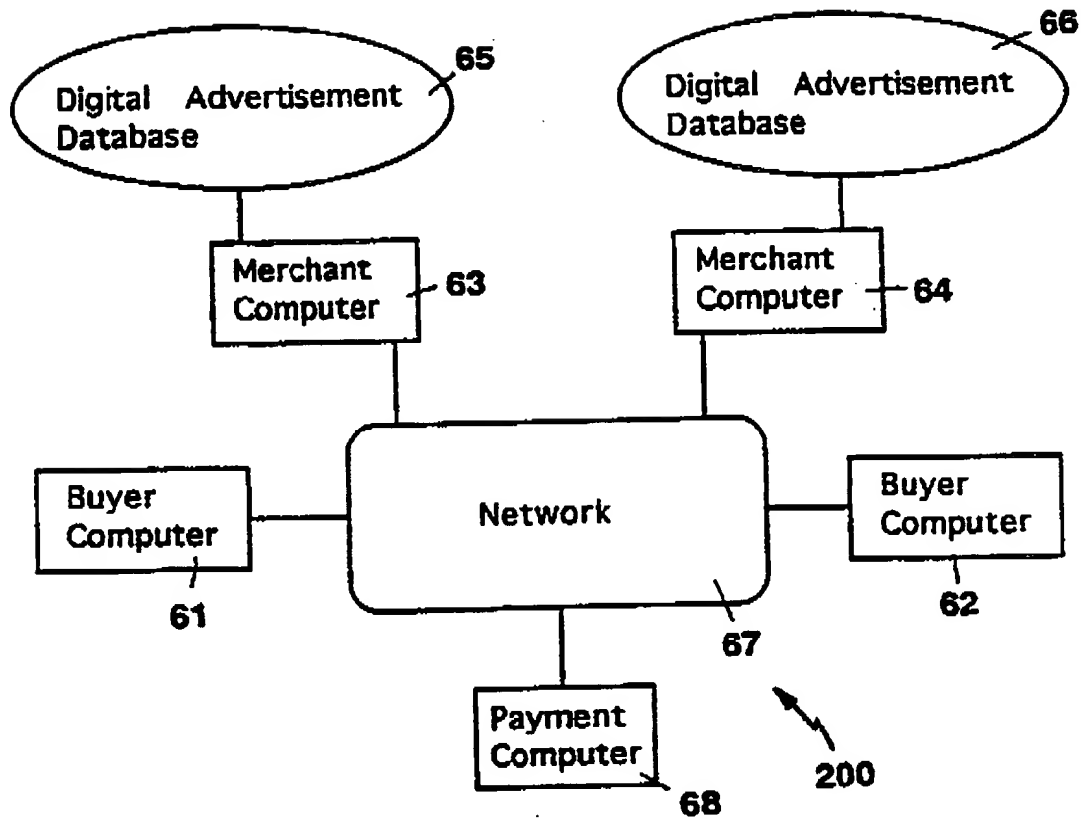 Digital Advertisement
Database
65
Digital Advertisement
Database
66
Merchant
Computer
63
Merchant
Computer
64
Buyer
Computer
61
Network
67
Buyer
Computer
62
Payment
Computer
68
200